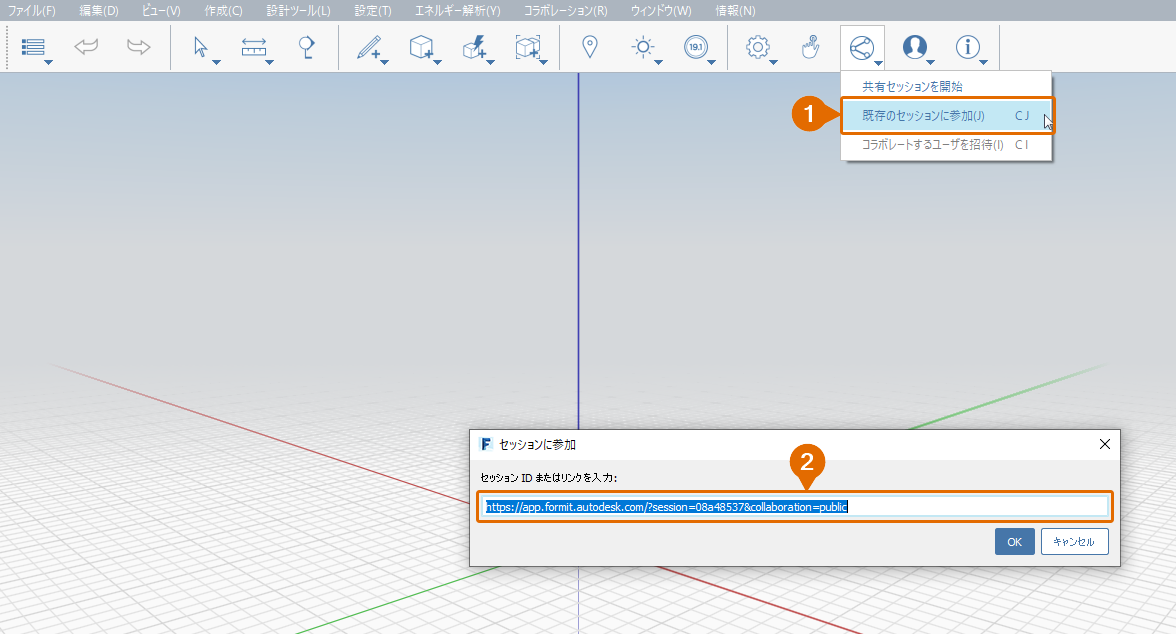 ファイル(F) 編集(D) ビュー(V) 作成(C) 設計ツール(L) 設定(T) エネルギー解析(Y) コラボレーション(R) ウィンドウ(W) 情報(N)
19.1
共有セッションを開始
1
既存のセッションに参加(J) C J
コラボレートするユーザを招待(I) C I
F セッションに参加
2
セッション ID またはリンクを入力:
https://app.formit.autodesk.com/?session=08a48537&collaboration=public
OK キャンセル